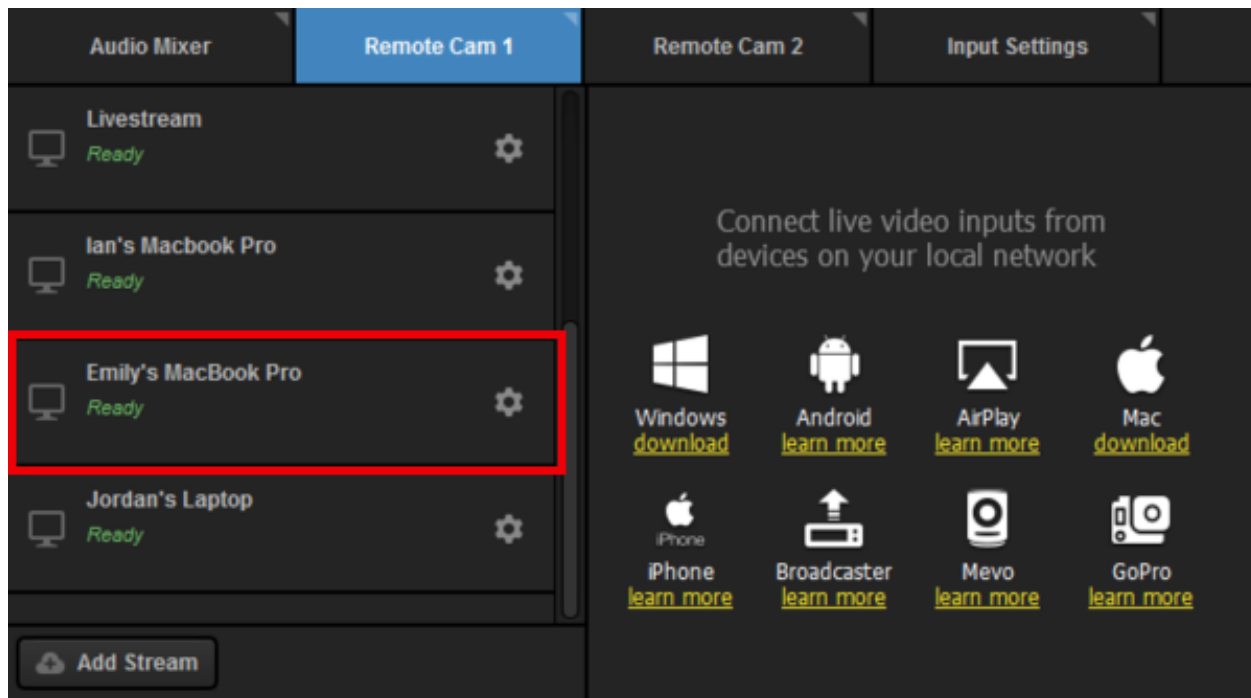 Audio Mixer
Remote Cam 1
Remote Cam 2
Input Settings
Livestream
Ready
Ian's Macbook Pro
Ready
Emily's MacBook Pro
Ready
Jordan's Laptop
Ready
Add Stream
Connect live video inputs from
devices on your local network
Windows
download
Android
learn more
AirPlay
learn more
Mac
download
iPhone
iPhone
learn more
Broadcaster
learn more
Mevo
learn more
GoPro
learn more